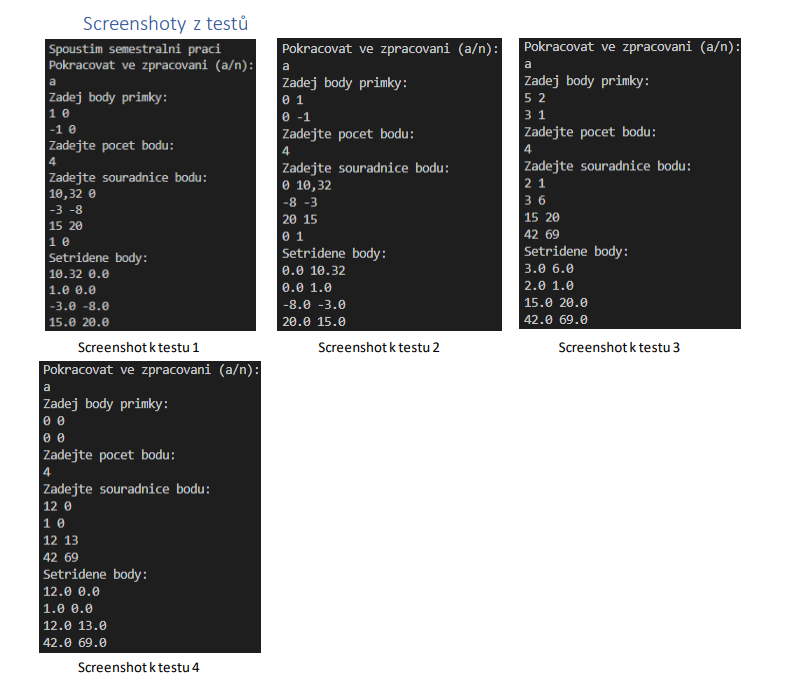 Screenshoty z testů
Spoustim semestralni praci
Pokracovat ve zpracovani (a/n):
a
Zadej body primky:
1 0
-1 0
Zadejte pocet bodu:
4
Zadejte souradnice bodu:
10,32 0
-3 -8
15 20
1 0
Setridene body:
10.32 0.0
1.0 0.0
-3.0 -8.0
15.0 20.0
Screenshot k testu 1
Pokracovat ve zpracovani (a/n):
a
Zadej body primky:
0 1
0 -1
Zadejte pocet bodu:
4
Zadejte souradnice bodu:
0 10,32
-8 -3
20 15
0 1
Setridene body:
0.0 10.32
0.0 1.0
-8.0 -3.0
20.0 15.0
Screenshot k testu 2
Pokracovat ve zpracovani (a/n):
a
Zadej body primky:
5 2
3 1
Zadejte pocet bodu:
4
Zadejte souradnice bodu:
2 1
3 6
15 20
42 69
Setridene body:
3.0 6.0
2.0 1.0
15.0 20.0
42.0 69.0
Screenshot k testu 3
Pokracovat ve zpracovani (a/n):
a
Zadej body primky:
0 0
0 0
Zadejte pocet bodu:
4
Zadejte souradnice bodu:
12 0
1 0
12 13
42 69
Setridene body:
12.0 0.0
1.0 0.0
12.0 13.0
42.0 69.0
Screenshot k testu 4